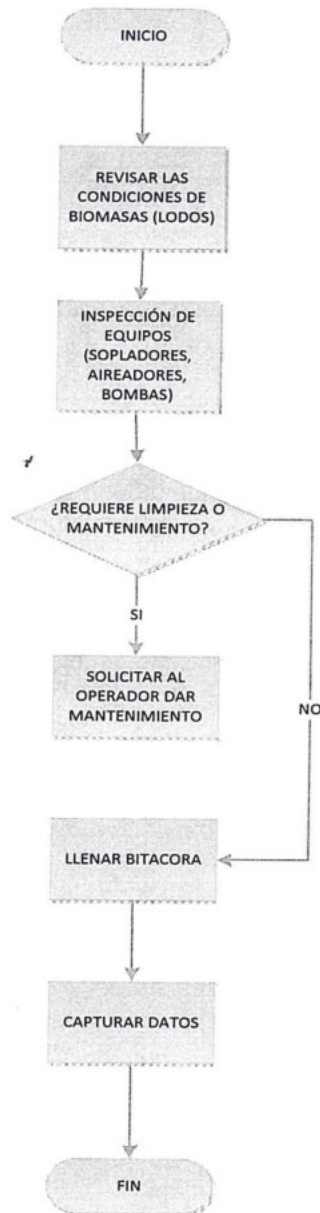 INICIO
REVISAR LAS
CONDICIONES DE
BIOMASAS (LODOS)
INSPECCIÓN DE
EQUIPOS
(SOPLADORES,
AIREADORES,
BOMBAS)
¿REQUIERE LIMPIEZA O
MANTENIMIENTO?
SI
SOLICITAR AL
OPERADOR DAR
MANTENIMIENTO
NO
LLENAR BITACORA
CAPTURAR DATOS
FIN